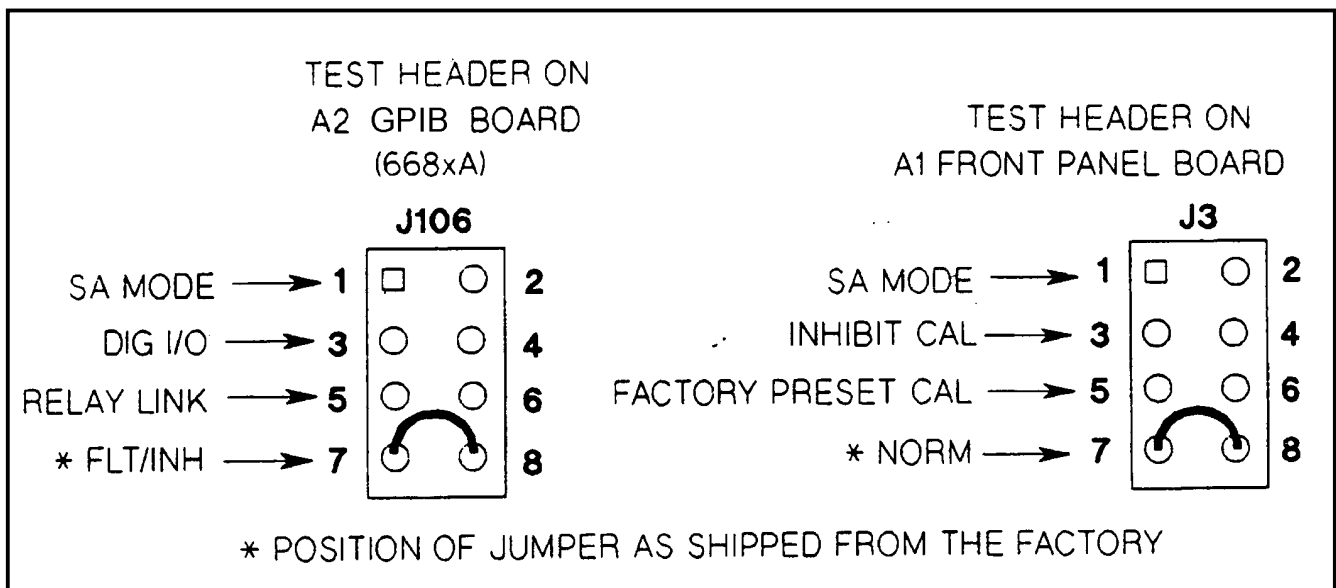 TEST HEADER ON
A2 GPIB BOARD
(668xA)
J106
SA MODE 1 2
DIG I/O 3 4
RELAY LINK 5 6
* FLT/INH 7 8
TEST HEADER ON
A1 FRONT PANEL BOARD
J3
SA MODE 1 2
INHIBIT CAL 3 4
FACTORY PRESET CAL 5 6
* NORM 7 8
* POSITION OF JUMPER AS SHIPPED FROM THE FACTORY